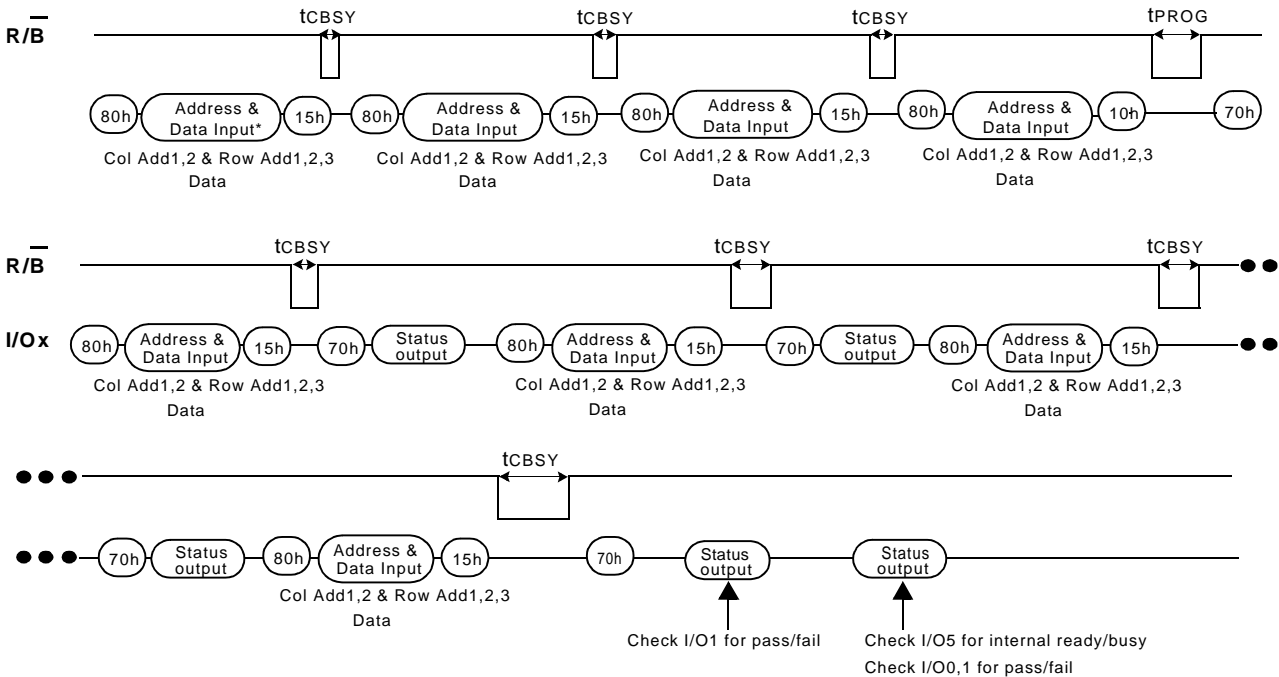 tCBSY tCBSY tCBSY tPROG
R/B
80h Address & Data Input* 15h 80h Address & Data Input 15h 80h Address & Data Input 15h 80h Address & Data Input 10h 70h
Col Add1,2 & Row Add1,2,3 Col Add1,2 & Row Add1,2,3 Col Add1,2 & Row Add1,2,3 Col Add1,2 & Row Add1,2,3
Data Data Data Data
tCBSY tCBSY tCBSY
R/B
I/Ox
80h Address & Data Input 15h 70h Status output 80h Address & Data Input 15h 70h Status output 80h Address & Data Input 15h
Col Add1,2 & Row Add1,2,3 Col Add1,2 & Row Add1,2,3 Col Add1,2 & Row Add1,2,3
Data Data Data
tCBSY
70h Status output 80h Address & Data Input 15h 70h Status output Status output
Col Add1,2 & Row Add1,2,3
Data
Check I/O1 for pass/fail Check I/O5 for internal ready/busy
Check I/O0,1 for pass/fail